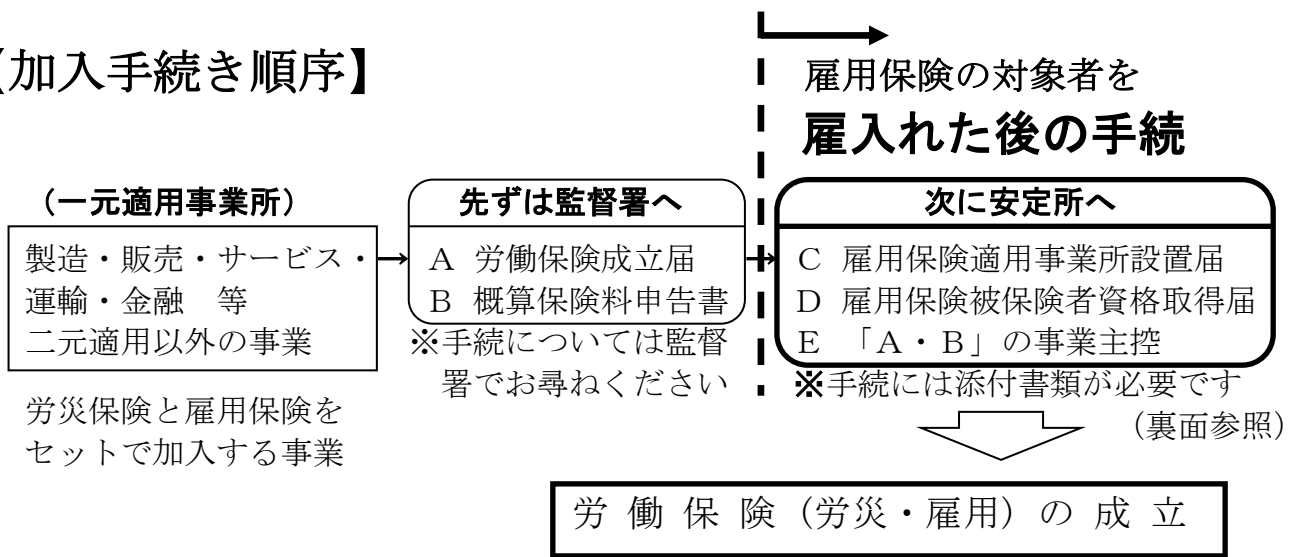 【加入手続き順序】
雇用保険の対象者を
雇入れた後の手続
（一元適用事業所）
製造・販売・サービス・
運輸・金融　等
二元適用以外の事業
労災保険と雇用保険を
セットで加入する事業
先ずは監督署へ
Ａ　労働保険成立届
Ｂ　概算保険料申告書
※手続については監督
署でお尋ねください
次に安定所へ
Ｃ　雇用保険適用事業所設置届
Ｄ　雇用保険被保険者資格取得届
Ｅ　「Ａ・Ｂ」の事業主控
※手続には添付書類が必要です
（裏面参照）
労 働 保 険（労災・雇用）の 成 立